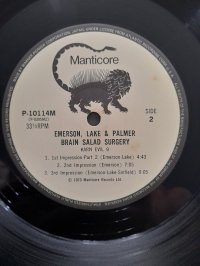 Manticore
P-10114M
SIDE
2
33⅓RPM
EMERSON, LAKE & PALMER
BRAIN SALAD SURGERY
KARN EVIL 9
1. 1st Impression Part 2 (Emerson-Lake) 4:43
2. 2nd Impression (Emerson) 7:05
3. 3rd Impression (Emerson-Lake-Sinfield) 9:05
℗ 1973 Manticore Records Ltd.